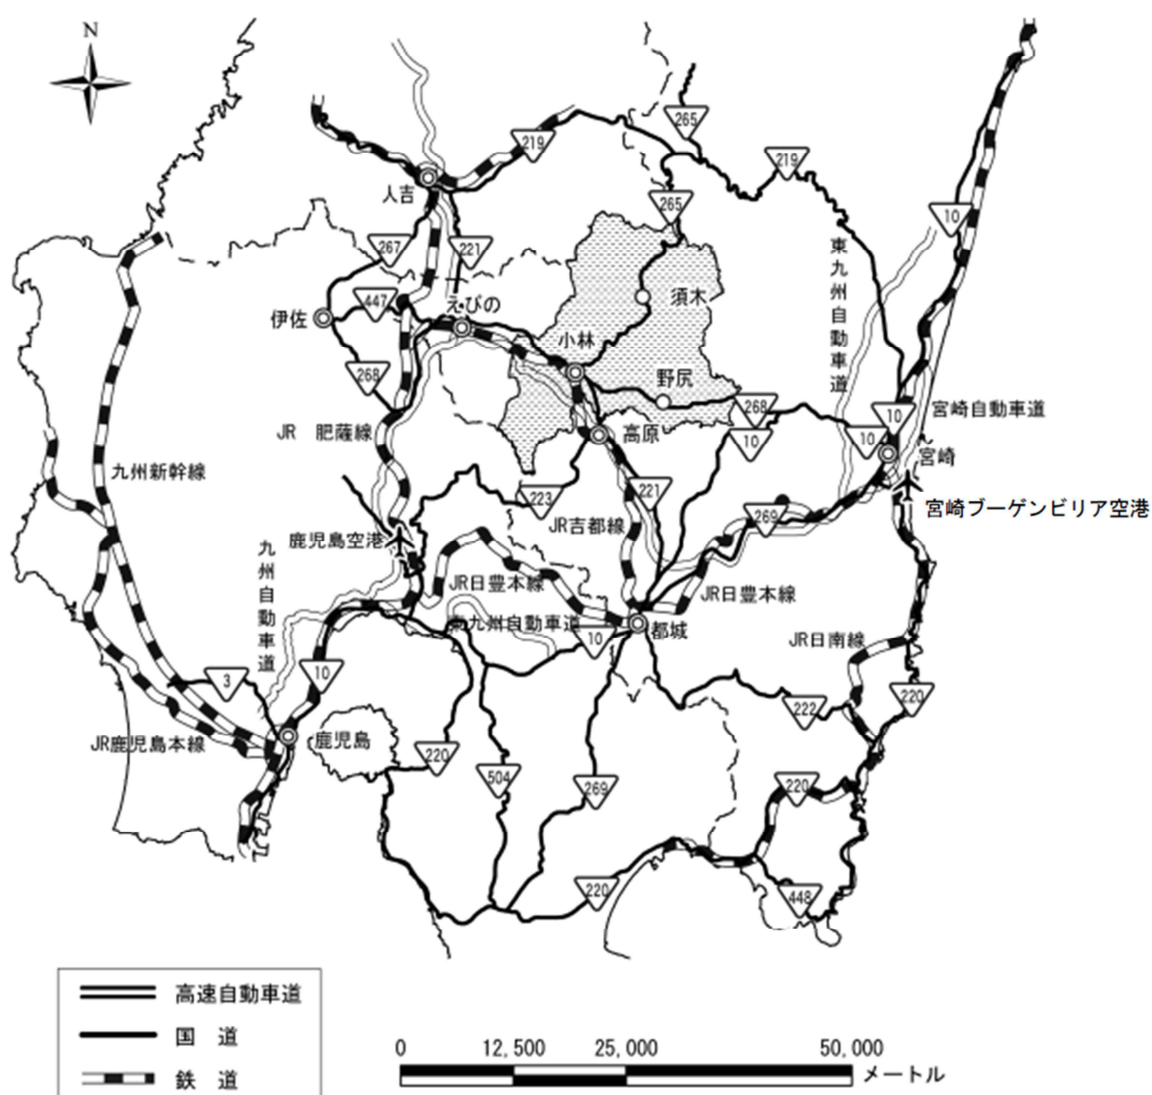 N
265
219
219
人吉
265
10
267
221
東九州自動車道
須木
447
えびの
伊佐
小林
268
野尻
268
10
宮崎自動車道
JR 肥薩線
高原
10
10
宮崎
九州新幹線
223
221
宮崎ブーゲンビリア空港
269
JR吉都線
鹿児島空港
九州自動車道
JR日豊本線
JR日豊本線
東九州自動車道
10
都城
JR日南線
3
10
220
222
鹿児島
JR鹿児島本線
220
504
269
220
220
448
高速自動車道
国 道
鉄 道
0 12,500 25,000 50,000
メートル